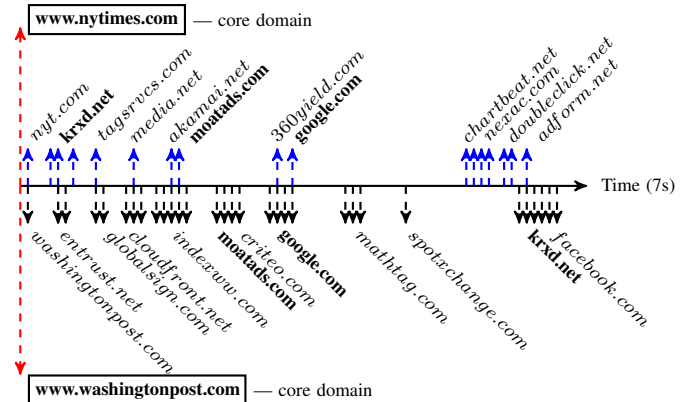 www.nytimes.com — core domain
nyt.com
krxd.net
tagsrvcs.com
media.net
akamai.net
moatads.com
360yield.com
google.com
chartbeat.net
nexac.com
doubleclick.net
adform.net
Time (7s)
washingtonpost.com
entrust.net
globalsign.com
cloudfront.net
indexww.com
moatads.com
criteo.com
google.com
mathtag.com
spotxchange.com
krxd.net
facebook.com
www.washingtonpost.com — core domain